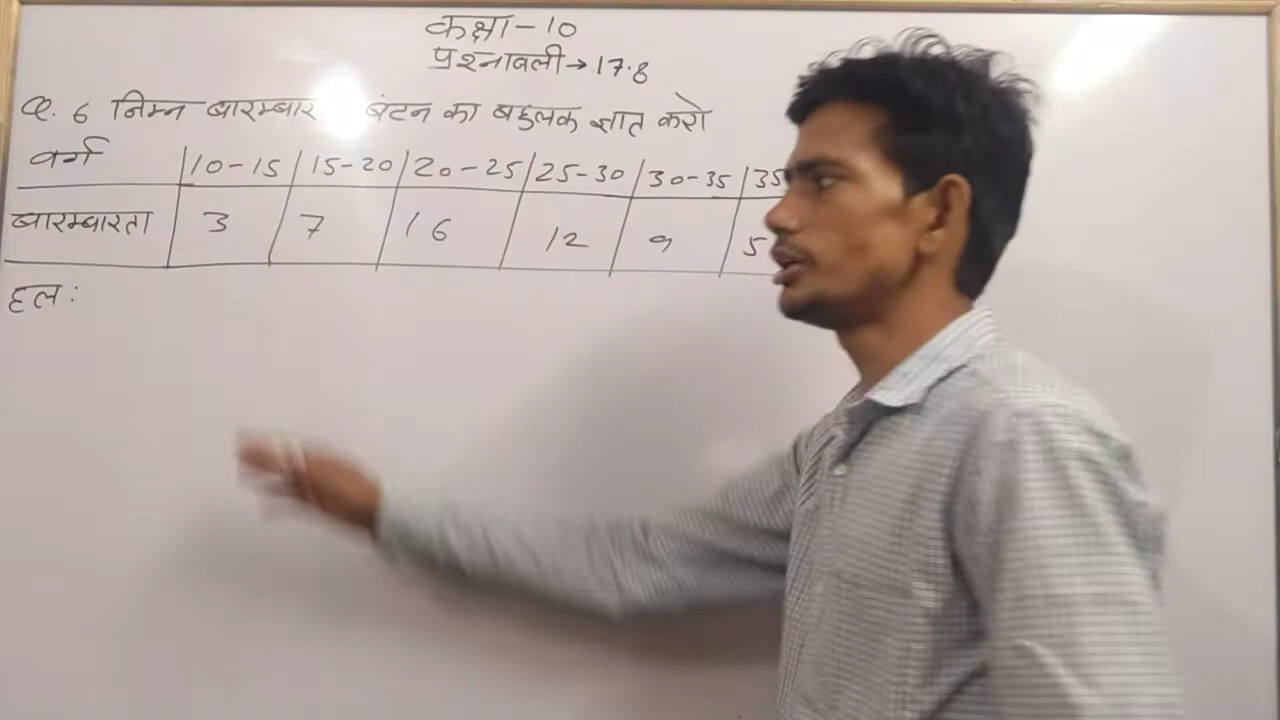 कक्षा-10
प्रश्नावली→17.8
Q. 6 निम्न बारम्बार बंटन का बहुलक ज्ञात करो
वर्ग 10-15 15-20 20-25 25-30 30-35 35
बारम्बारता 3 7 16 12 9 5
हल: